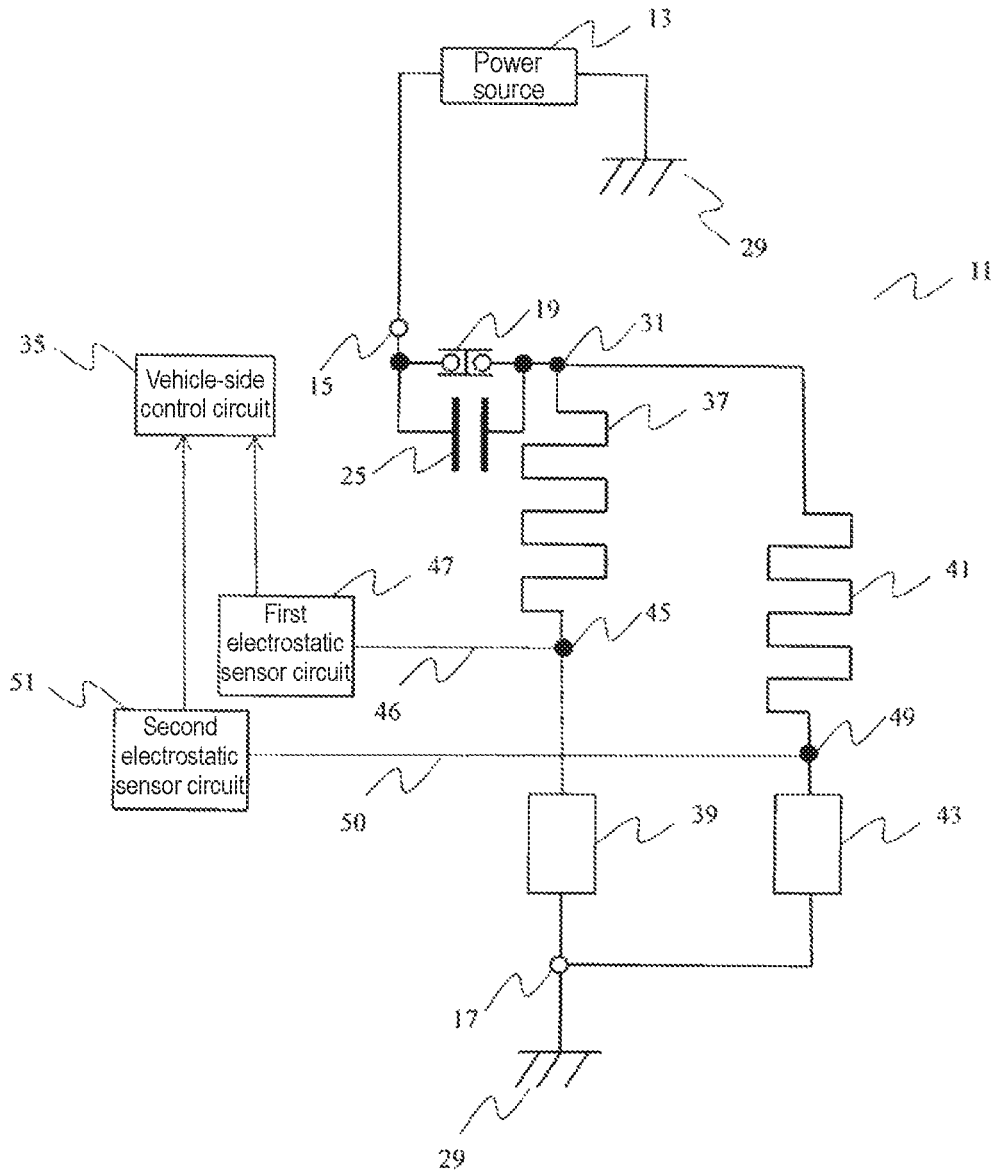 13
Power
source
29
11
15
19
31
35
Vehicle-side
control circuit
37
25
47
First
electrostatic
sensor circuit
45
41
46
51
Second
electrostatic
sensor circuit
49
50
39
43
17
29